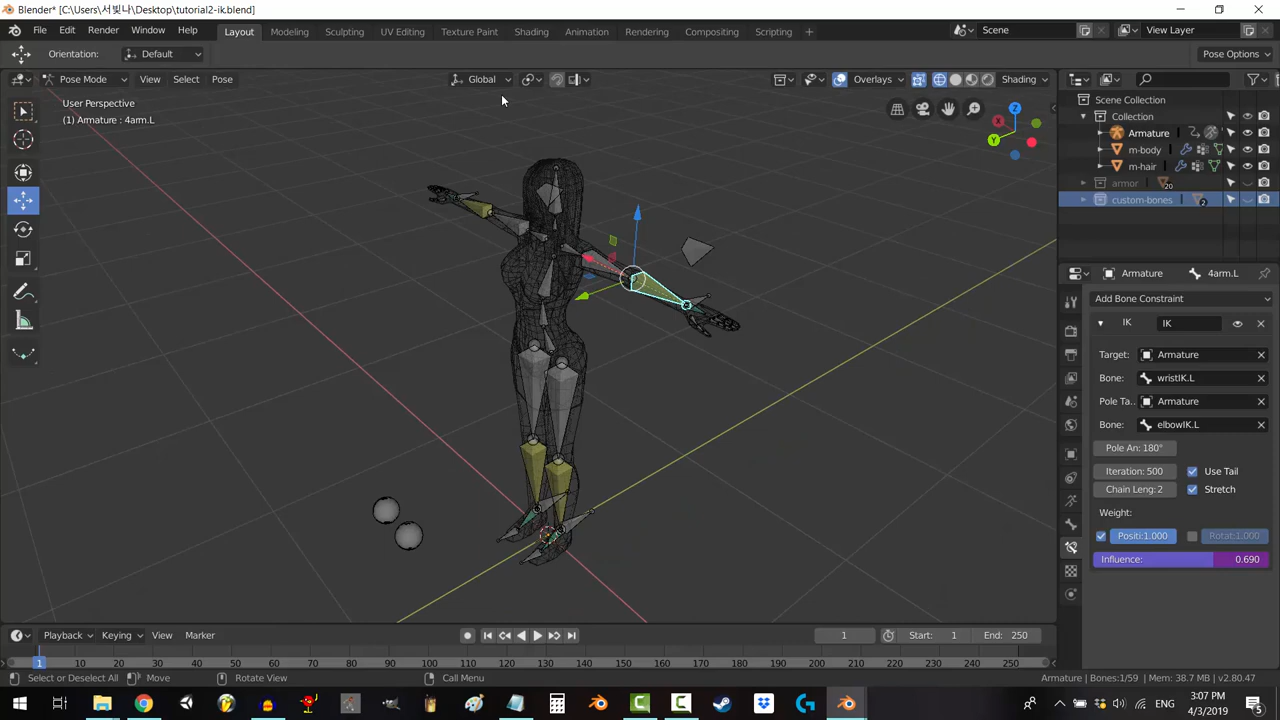 Blender* [C:\Users\서빛나\Desktop\tutorial2-ik.blend]
File Edit Render Window Help Layout Modeling Sculpting UV Editing Texture Paint Shading Animation Rendering Compositing Scripting + Scene View Layer
Orientation: Default Pose Options
Pose Mode View Select Pose Global Overlays Shading
User Perspective
(1) Armature : 4arm.L
Z
X
Y
Scene Collection
Collection
Armature
m-body
m-hair
armor 20
custom-bones 2
Armature 4arm.L
Add Bone Constraint
IK IK
Target: Armature
Bone: wristIK.L
Pole Ta.. Armature
Bone: elbowIK.L
Pole An: 180°
Iteration: 500 Use Tail
Chain Leng:2 Stretch
Weight:
Positi:1.000 Rotat:1.000
Influence: 0.690
Playback Keying View Marker 1 Start: 1 End: 250
1 10 20 30 40 50 60 70 80 90 100 110 120 130 140 150 160 170 180 190 200 210 220 230 240 250
Select or Deselect All Move Rotate View Call Menu Armature | Bones:1/59 | Mem: 38.7 MB | v2.80.47
ENG 3:07 PM
4/3/2019